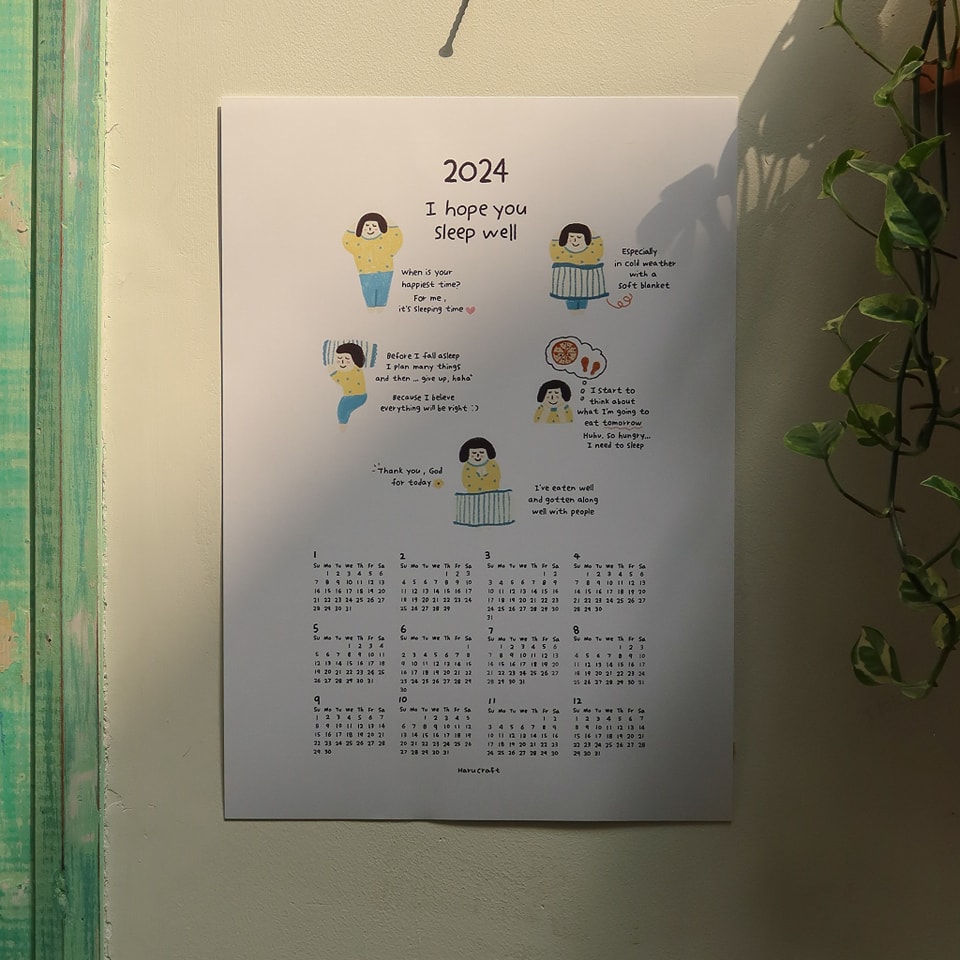 2024
I hope you
sleep well
When is your
happiest time?
For me,
it's sleeping time
Especially
in cold weather
with a
soft blanket
Before I fall asleep
I plan many things
and then ... give up, haha~
Because I believe
everything will be right :)
I start to
think about
what I'm going to
eat tomorrow
Huhu. So hungry...
I need to sleep
Thank you, God
for today
I've eaten well
and gotten along
well with people
1
Su Mo Tu We Th Fr Sa
1 2 3 4 5 6
7 8 9 10 11 12 13
14 15 16 17 18 19 20
21 22 23 24 25 26 27
28 29 30 31
2
Su Mo Tu We Th Fr Sa
1 2 3
4 5 6 7 8 9 10
11 12 13 14 15 16 17
18 19 20 21 22 23 24
25 26 27 28 29
3
Su Mo Tu We Th Fr Sa
1 2
3 4 5 6 7 8 9
10 11 12 13 14 15 16
17 18 19 20 21 22 23
24 25 26 27 28 29 30
31
4
Su Mo Tu We Th Fr Sa
1 2 3 4 5 6
7 8 9 10 11 12 13
14 15 16 17 18 19 20
21 22 23 24 25 26 27
28 29 30
5
Su Mo Tu We Th Fr Sa
1 2 3 4
5 6 7 8 9 10 11
12 13 14 15 16 17 18
19 20 21 22 23 24 25
26 27 28 29 30 31
6
Su Mo Tu We Th Fr Sa
1
2 3 4 5 6 7 8
9 10 11 12 13 14 15
16 17 18 19 20 21 22
23 24 25 26 27 28 29
30
7
Su Mo Tu We Th Fr Sa
1 2 3 4 5 6
7 8 9 10 11 12 13
14 15 16 17 18 19 20
21 22 23 24 25 26 27
28 29 30 31
8
Su Mo Tu We Th Fr Sa
1 2 3
4 5 6 7 8 9 10
11 12 13 14 15 16 17
18 19 20 21 22 23 24
25 26 27 28 29 30 31
9
Su Mo Tu We Th Fr Sa
1 2 3 4 5 6 7
8 9 10 11 12 13 14
15 16 17 18 19 20 21
22 23 24 25 26 27 28
29 30
10
Su Mo Tu We Th Fr Sa
1 2 3 4 5
6 7 8 9 10 11 12
13 14 15 16 17 18 19
20 21 22 23 24 25 26
27 28 29 30 31
11
Su Mo Tu We Th Fr Sa
1 2
3 4 5 6 7 8 9
10 11 12 13 14 15 16
17 18 19 20 21 22 23
24 25 26 27 28 29 30
12
Su Mo Tu We Th Fr Sa
1 2 3 4 5 6 7
8 9 10 11 12 13 14
15 16 17 18 19 20 21
22 23 24 25 26 27 28
29 30 31
Haru Craft